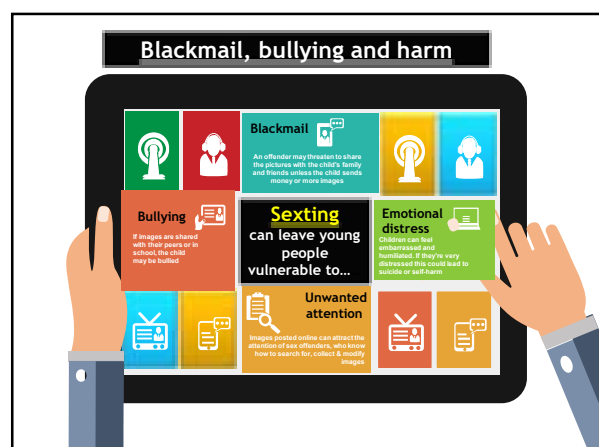 Blackmail, bullying and harm
Blackmail
An offender may threaten to share
the pictures with the child's family
and friends unless the child sends
money or more images
Bullying
If images are shared
with their peers or in
school, the child
may be bullied
Sexting
can leave young
people
vulnerable to...
Emotional
distress
Children can feel
embarrassed and
humiliated. If they're very
distressed this could lead to
suicide or self-harm
Unwanted
attention
Images posted online can attract the
attention of sex offenders, who know
how to search for, collect & modify
images